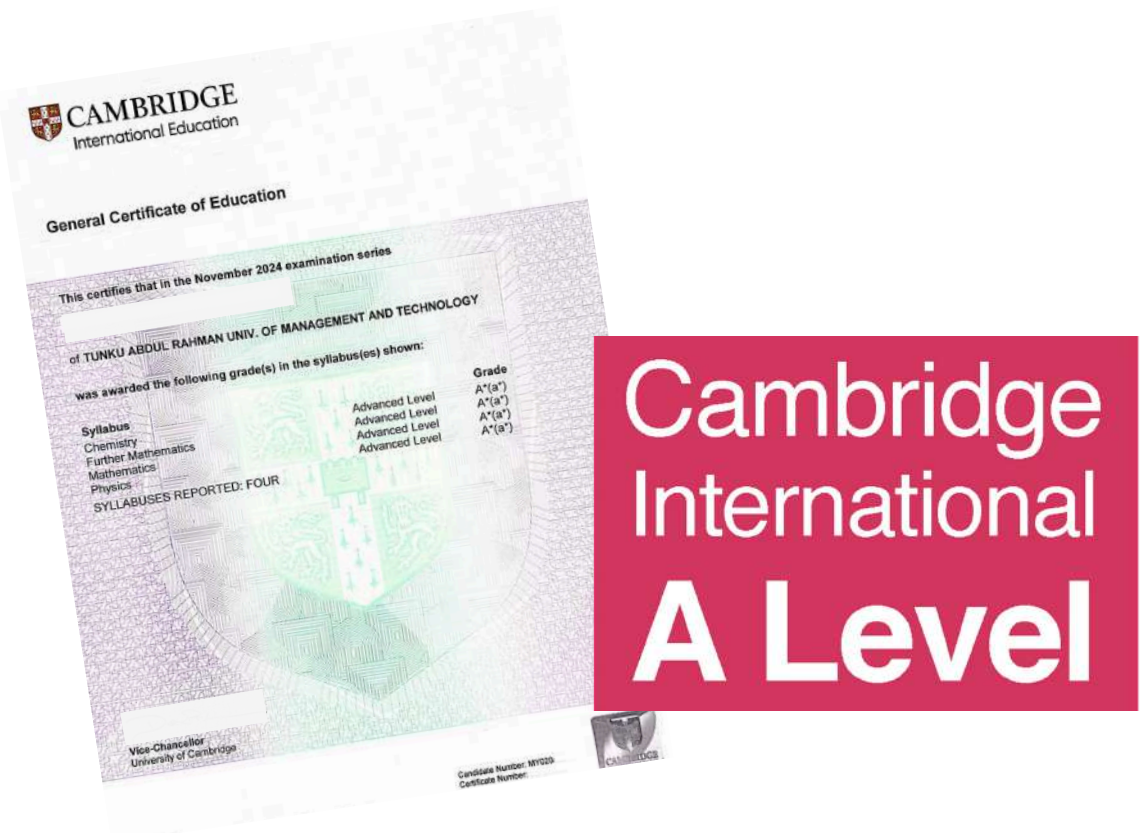 CAMBRIDGE
International Education
General Certificate of Education
This certifies that in the November 2024 examination series
of TUNKU ABDUL RAHMAN UNIV. OF MANAGEMENT AND TECHNOLOGY
was awarded the following grade(s) in the syllabus(es) shown:
Syllabus Grade
Chemistry Advanced Level A*(a*)
Further Mathematics Advanced Level A*(a*)
Mathematics Advanced Level A*(a*)
Physics Advanced Level A*(a*)
SYLLABUSES REPORTED: FOUR
Vice-Chancellor
University of Cambridge
Candidate Number: MY020
Certificate Number:
CAMBRIDGE
Cambridge
International
A Level